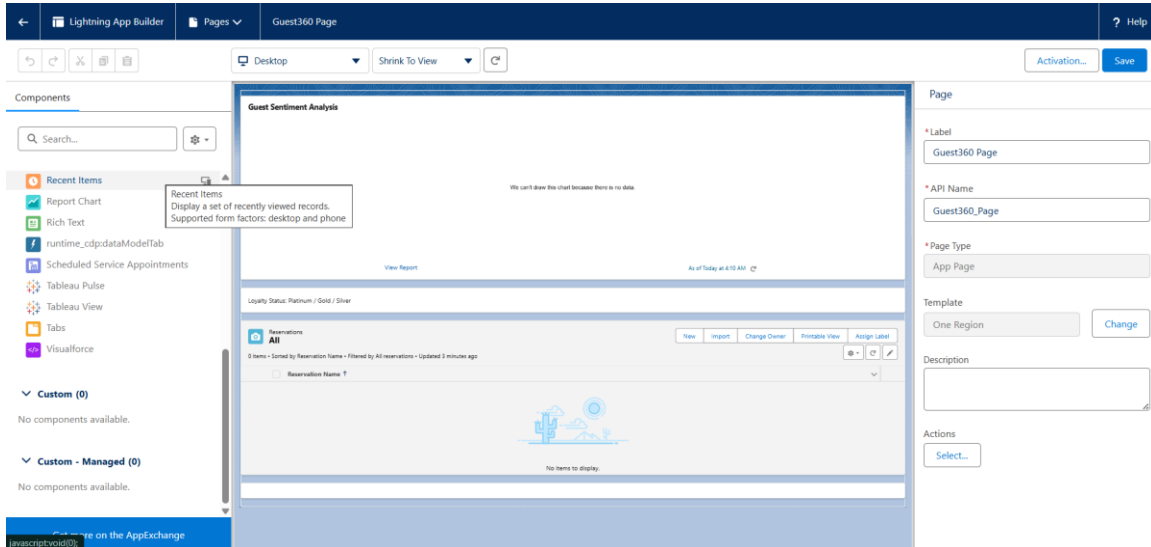 Lightning App Builder
Pages
Guest360 Page
? Help
Desktop
Shrink To View
Activation...
Save
Components
Search...
Recent Items
Report Chart
Rich Text
runtime_cdp:dataModelTab
Scheduled Service Appointments
Tableau Pulse
Tableau View
Tabs
Visualforce
Recent Items
Display a set of recently viewed records.
Supported form factors: desktop and phone
Custom (0)
No components available.
Custom - Managed (0)
No components available.
Get more on the AppExchange
javascript:void(0);
Guest Sentiment Analysis
We can't draw this chart because there is no data.
View Report
As of Today at 4:10 AM
Loyalty Status: Platinum / Gold / Silver
Reservations
All
New
Import
Change Owner
Printable View
Assign Label
0 items • Sorted by Reservation Name • Filtered by All reservations • Updated 3 minutes ago
Reservation Name ↑
No items to display.
Page
*Label
Guest360 Page
*API Name
Guest360_Page
*Page Type
App Page
Template
One Region
Change
Description
Actions
Select...